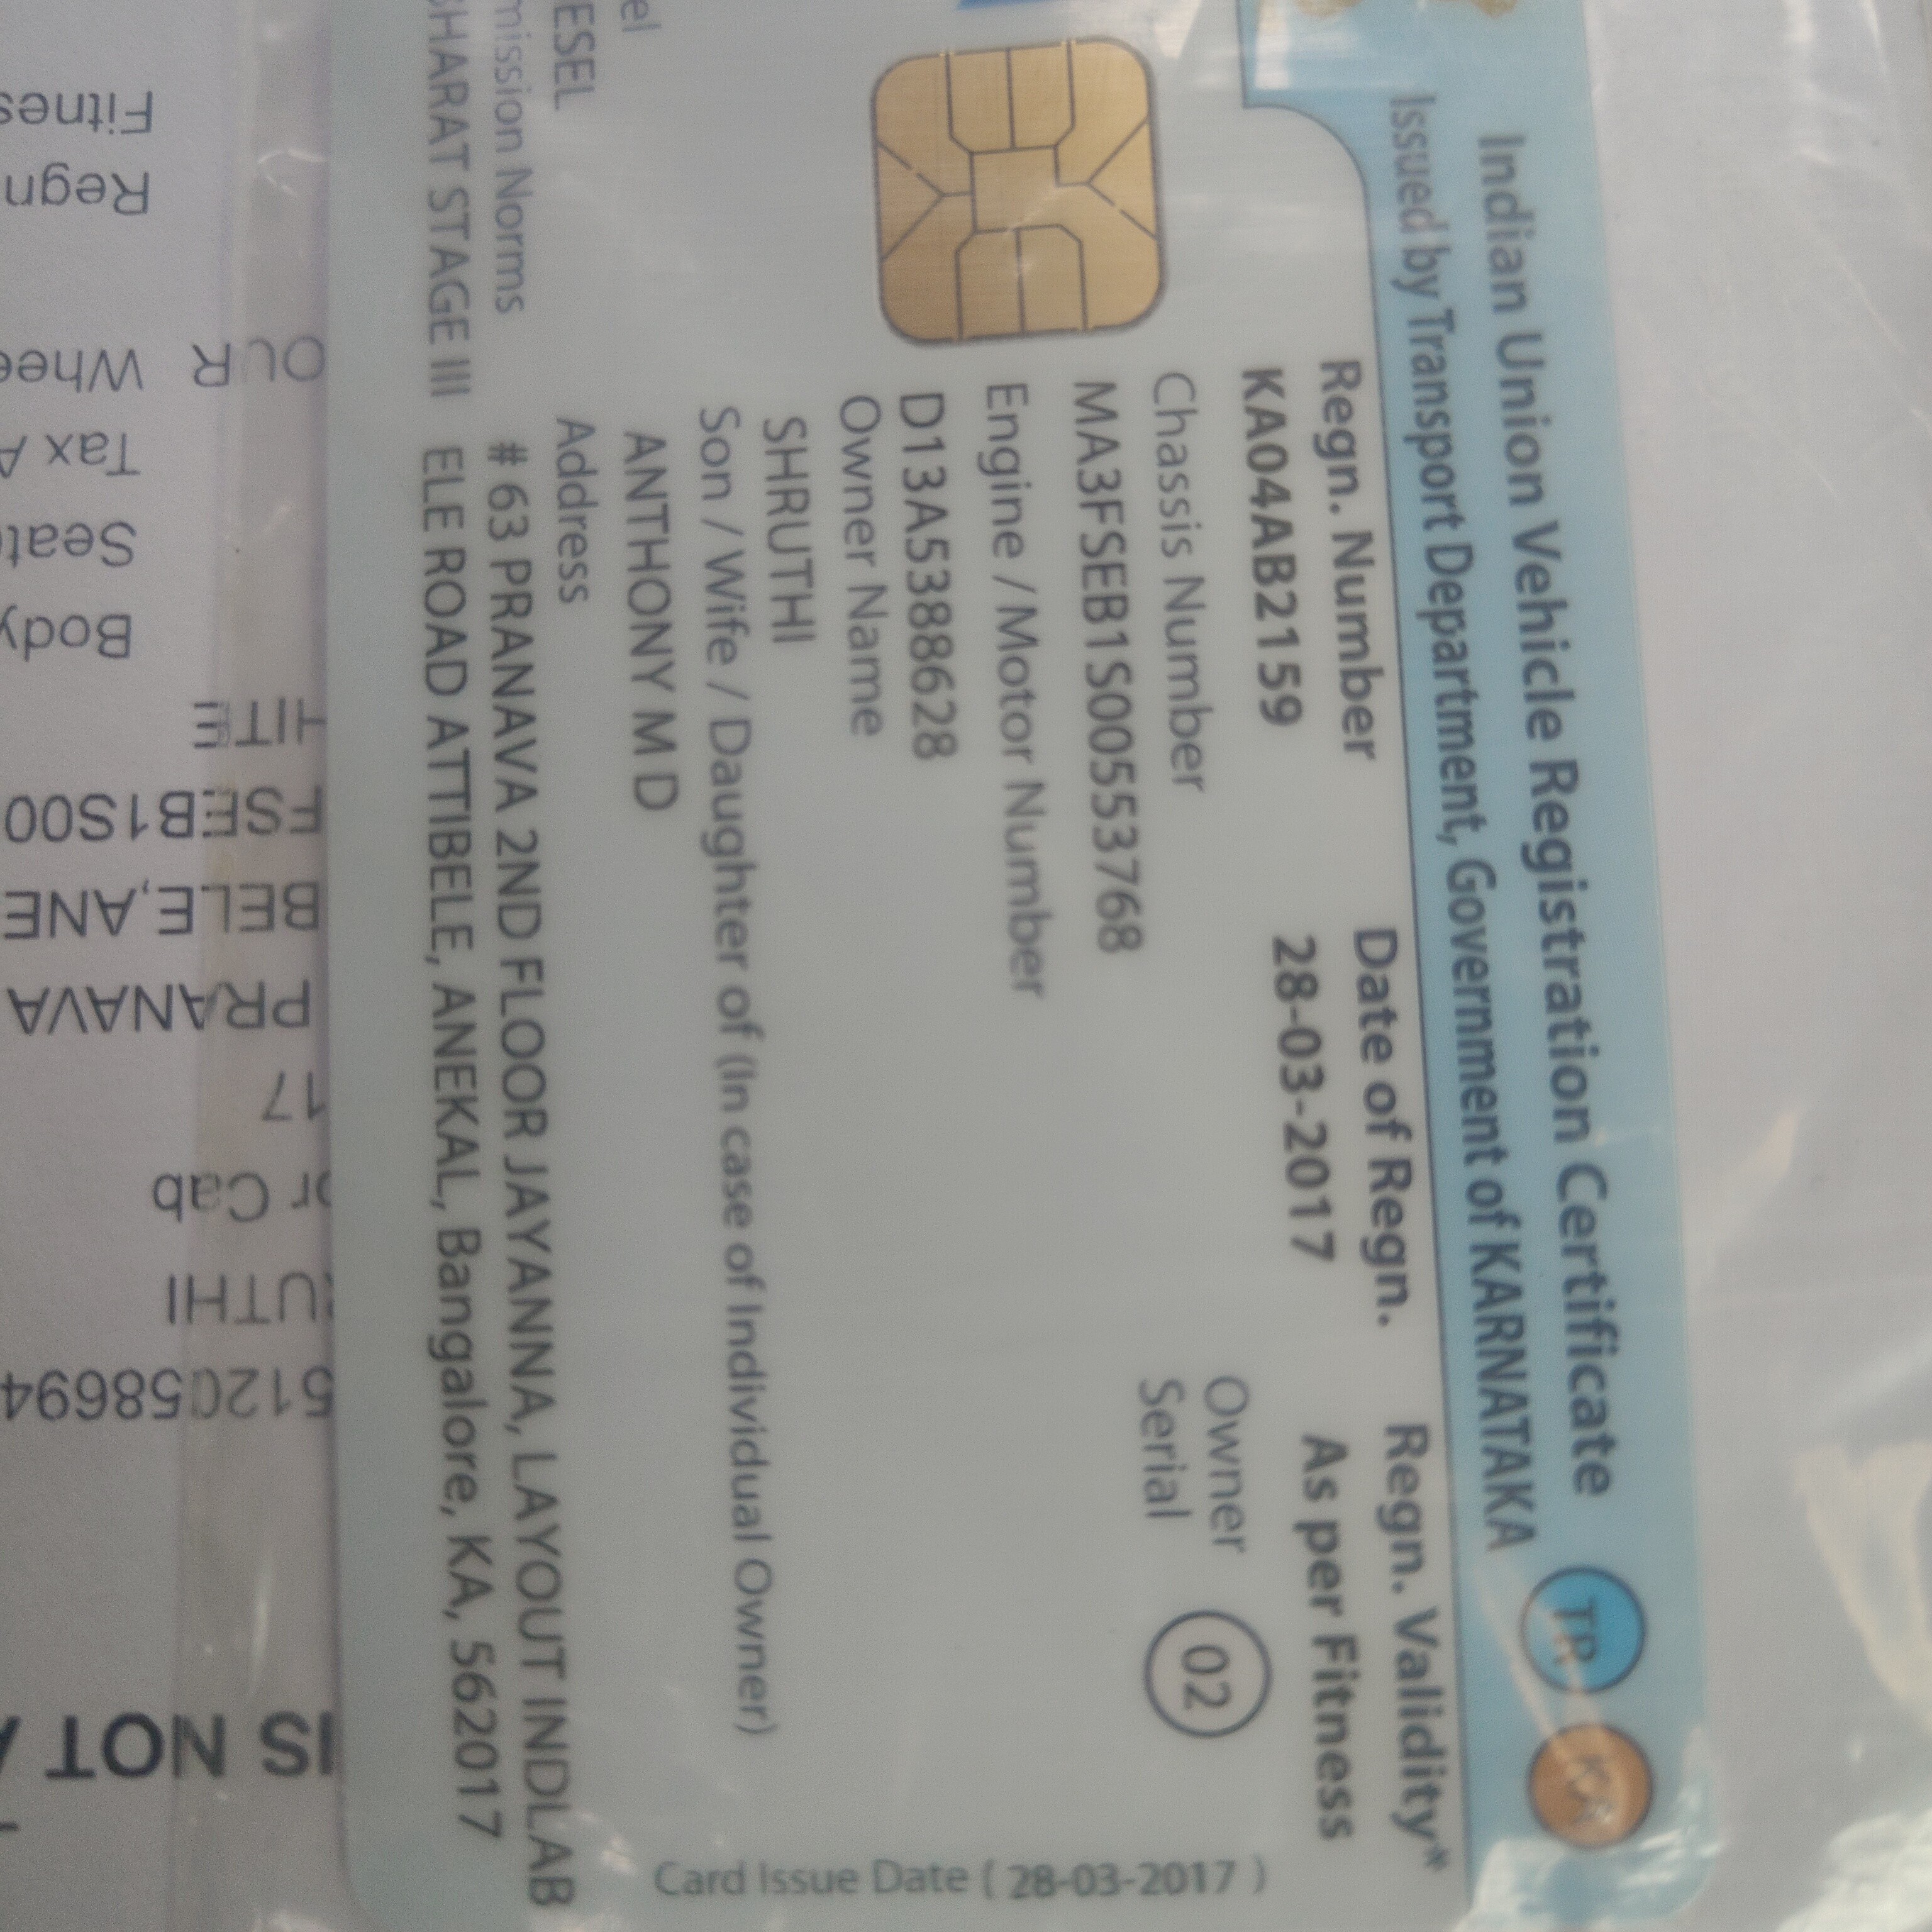 Indian Union Vehicle Registration Certificate
Issued by Transport Department, Government of KARNATAKA
TR
KA
Regn. Number Date of Regn. Regn. Validity*
KA04AB2159 28-03-2017 As per Fitness
Chassis Number
MA3FSEB1S00553768
Owner
Serial
02
Engine / Motor Number
D13A5388628
Owner Name
SHRUTHI
Son / Wife / Daughter of (In case of Individual Owner)
ANTHONY M D
Address
# 63 PRANAVA 2ND FLOOR JAYANNA, LAYOUT INDLAB
ELE ROAD ATTIBELE, ANEKAL, Bangalore, KA, 562017
ESEL
mission Norms
BHARAT STAGE III
Card Issue Date ( 28-03-2017 )
IS NOT
512058694
UTHI
or Cab
17
PRANAVA
BELE,ANE
FSEB1S00
Body
Seat
Tax A
OUR Whee
Regn
Fitnes